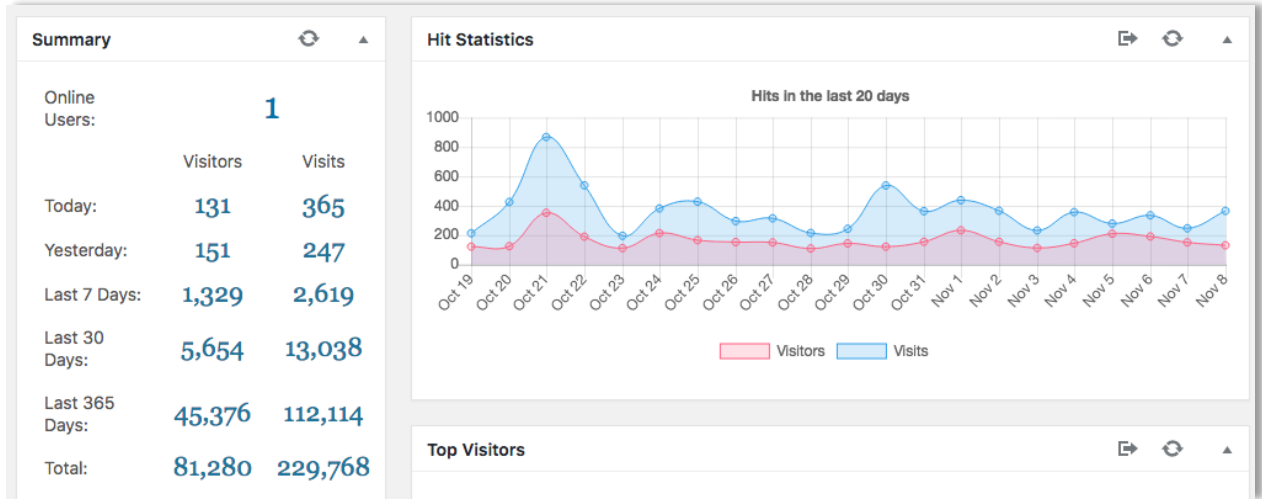 Summary
Online
Users:
1
Visitors Visits
Today: 131 365
Yesterday: 151 247
Last 7 Days: 1,329 2,619
Last 30
Days:
5,654 13,038
Last 365
Days:
45,376 112,114
Total: 81,280 229,768
Hit Statistics
Hits in the last 20 days
1000
800
600
400
200
0
Oct 19 Oct 20 Oct 21 Oct 22 Oct 23 Oct 24 Oct 25 Oct 26 Oct 27 Oct 28 Oct 29 Oct 30 Oct 31 Nov 1 Nov 2 Nov 3 Nov 4 Nov 5 Nov 6 Nov 7 Nov 8
Visitors Visits
Top Visitors